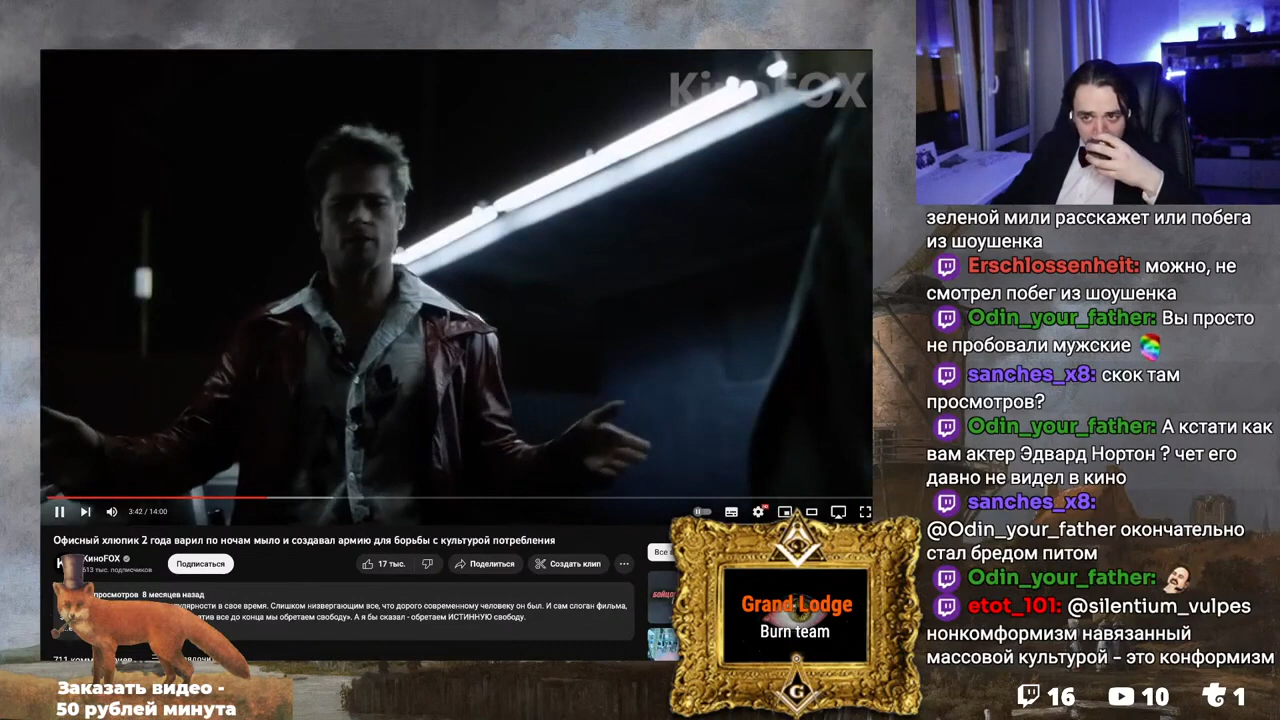 КиноFOX
3:42 / 14:00
Офисный хлюпик 2 года варил по ночам мыло и создавал армию для борьбы с культурой потребления
КиноFOX
613 тыс. подписчиков
Подписаться
17 тыс.
Поделиться
Создать клип
Все
просмотров 8 месяцев назад
в свое время. Слишком низвергающим все, что дорого современному человеку он был. И сам слоган фильма,
все до конца мы обретаем свободу». А я бы сказал - обретаем ИСТИННУЮ свободу.
Заказать видео -
50 рублей минута
Grand Lodge
Burn team
G
зеленой мили расскажет или побега
из шоушенка
Erschlossenheit: можно, не
смотрел побег из шоушенка
Odin_your_father: Вы просто
не пробовали мужские
sanches_x8: скок там
просмотров?
Odin_your_father: А кстати как
вам актер Эдвард Нортон ? чет его
давно не видел в кино
sanches_x8:
@Odin_your_father окончательно
стал бредом питом
Odin_your_father:
etot_101: @silentium_vulpes
нонкомформизм навязанный
массовой культурой – это конформизм
16 10 1